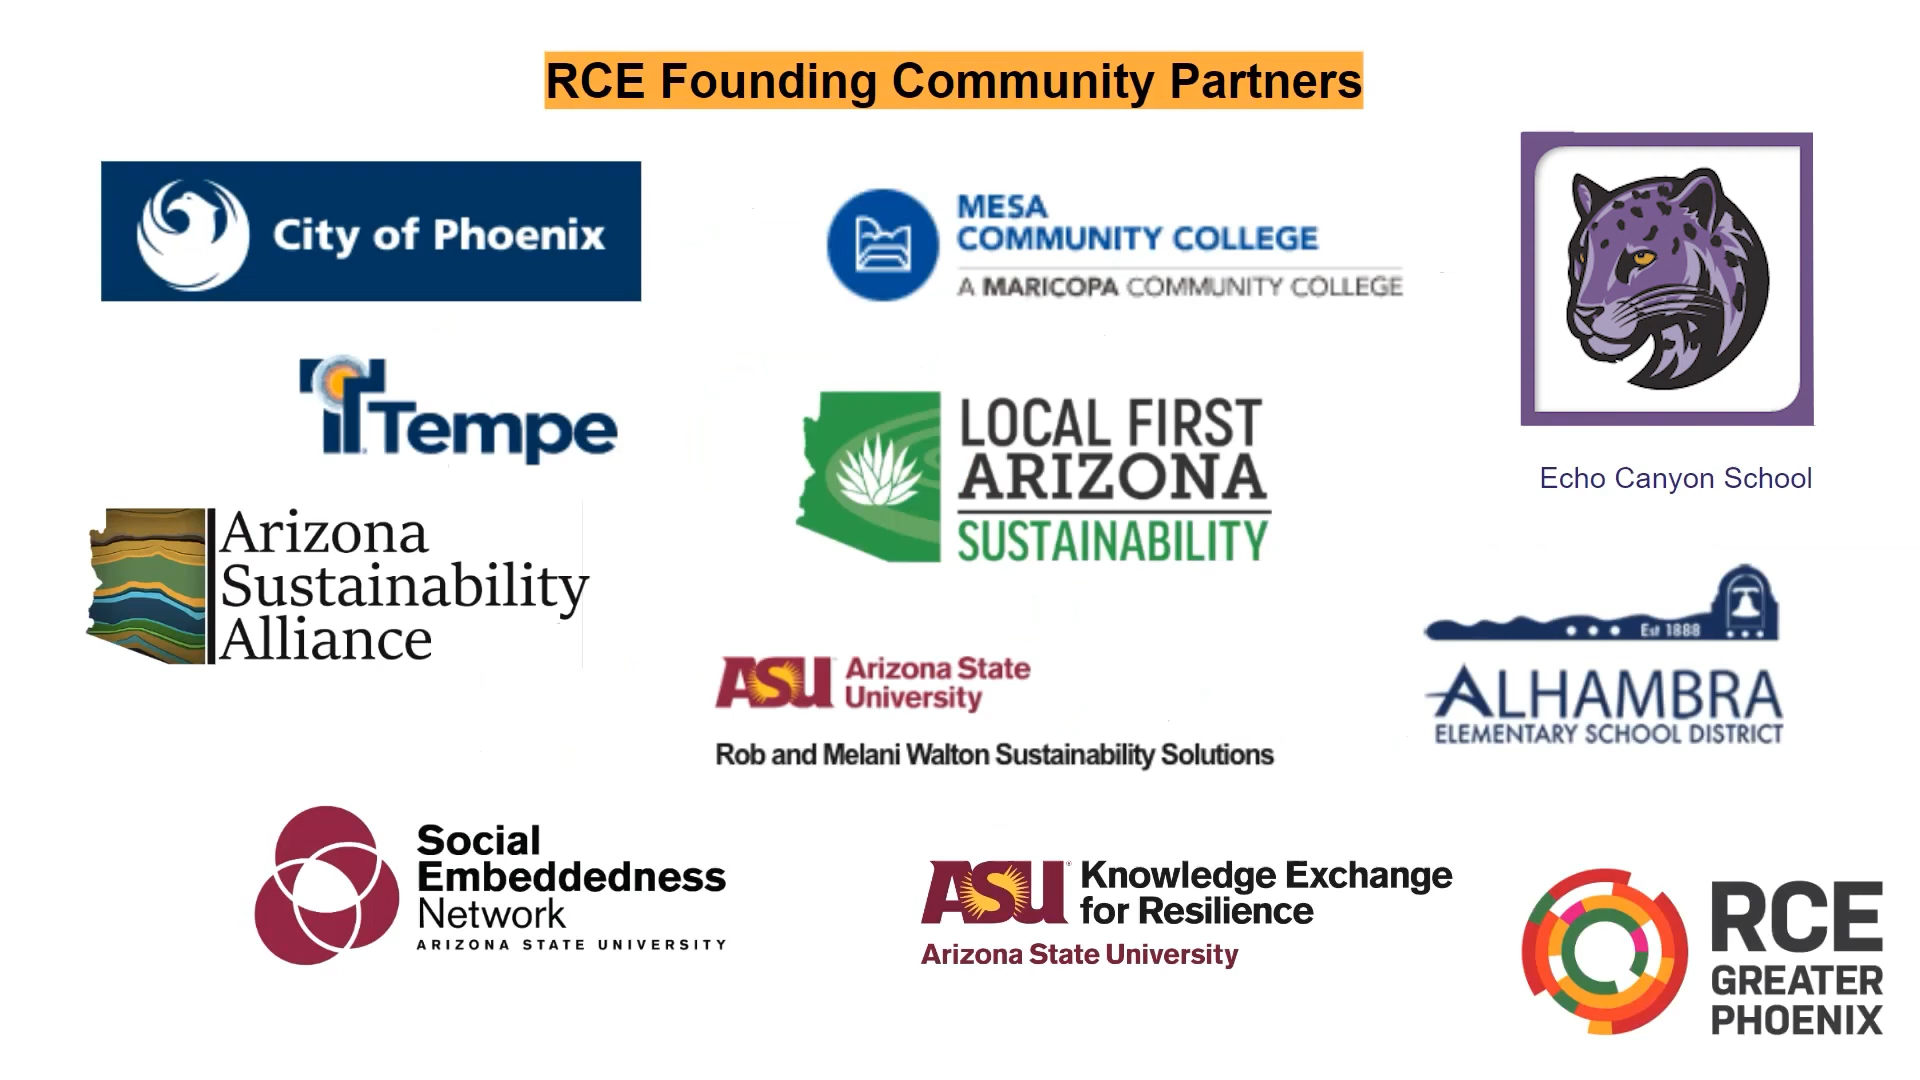 RCE Founding Community Partners
City of Phoenix
MESA
COMMUNITY COLLEGE
A MARICOPA COMMUNITY COLLEGE
Tempe
LOCAL FIRST
ARIZONA
SUSTAINABILITY
Echo Canyon School
Arizona
Sustainability
Alliance
Est 1888
ALHAMBRA
ELEMENTARY SCHOOL DISTRICT
ASU Arizona State
University
Rob and Melani Walton Sustainability Solutions
Social
Embeddedness
Network
ARIZONA STATE UNIVERSITY
ASU Knowledge Exchange
for Resilience
Arizona State University
RCE
GREATER
PHOENIX